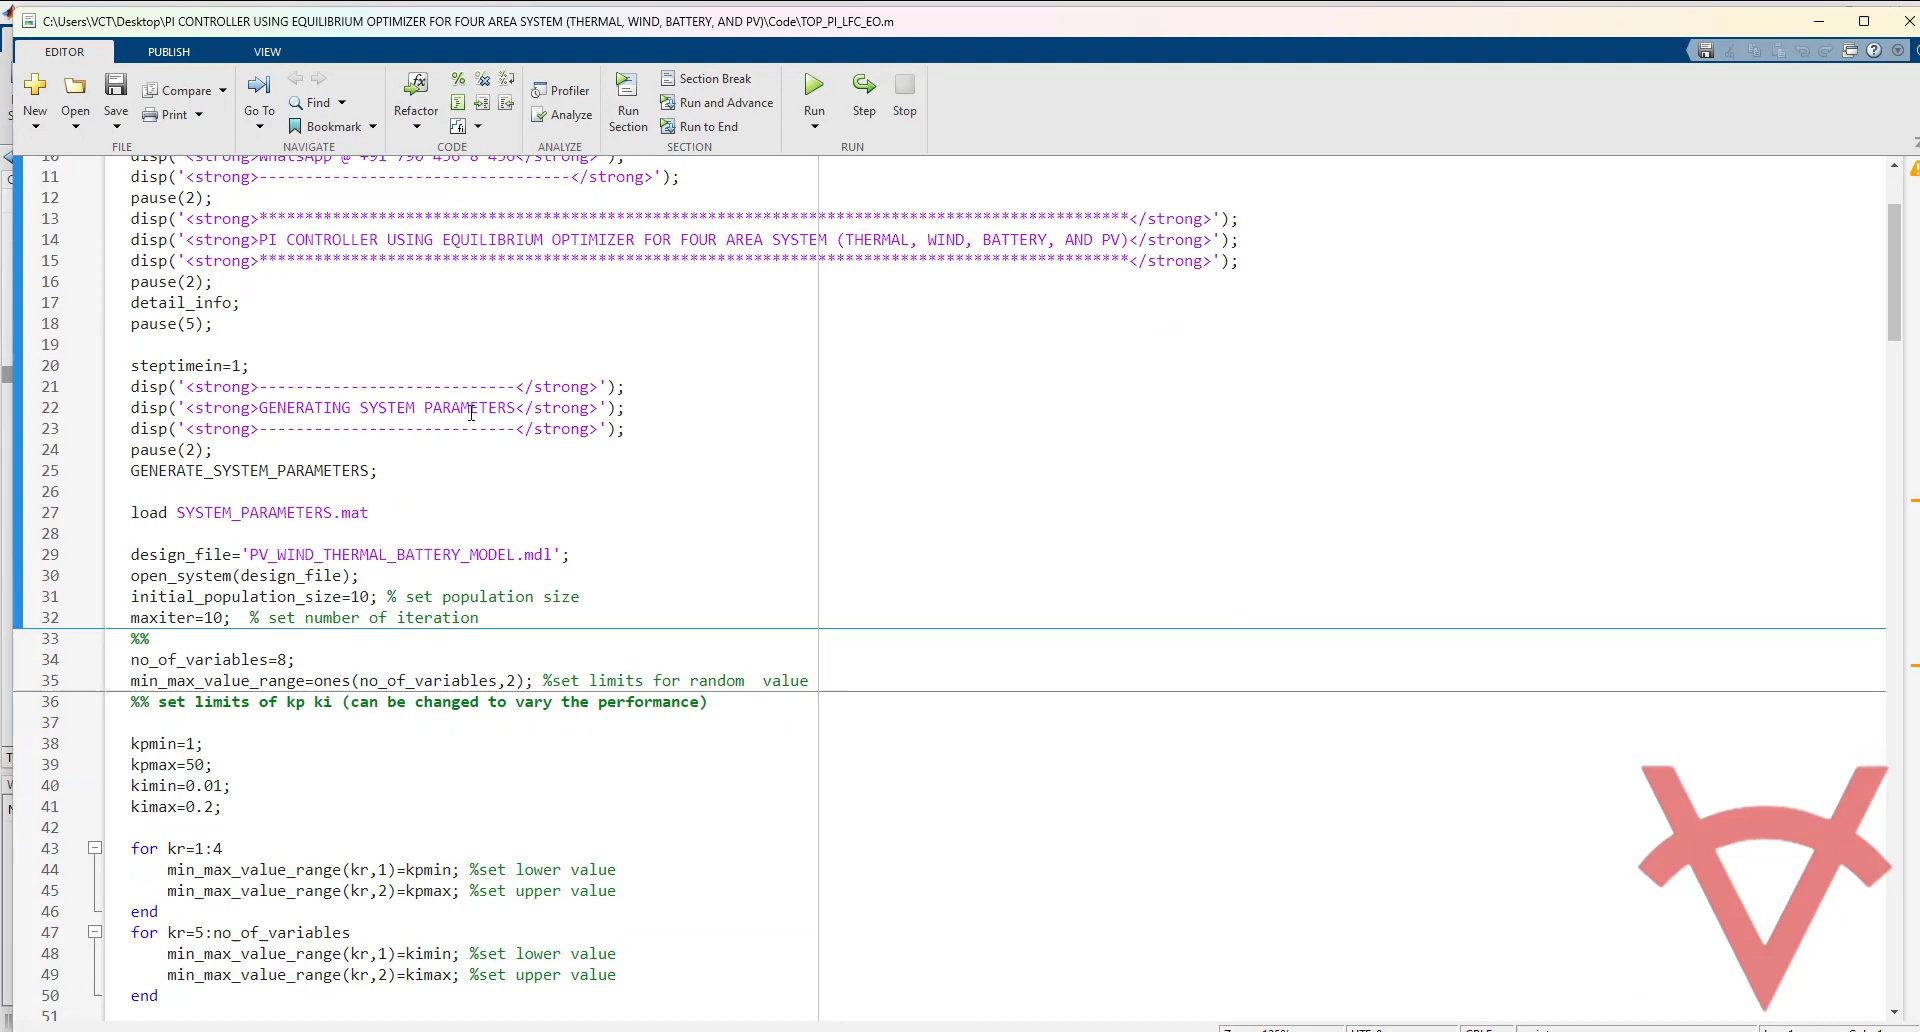 C:\Users\VCT\Desktop\PI CONTROLLER USING EQUILIBRIUM OPTIMIZER FOR FOUR AREA SYSTEM (THERMAL, WIND, BATTERY, AND PV)\Code\TOP_PI_LFC_EO.m
EDITOR PUBLISH VIEW
New Open Save Compare Print
Go To Find Bookmark
Refactor
Profiler Analyze
Run Section Section Break Run and Advance Run to End
Run Step Stop
FILE NAVIGATE CODE ANALYZE SECTION RUN
10 disp('<strong>WhatsApp @ +91 790 456 8 456</strong>');
11 disp('<strong>----------------------------------</strong>');
12 pause(2);
13 disp('<strong>***********************************************************************************************</strong>');
14 disp('<strong>PI CONTROLLER USING EQUILIBRIUM OPTIMIZER FOR FOUR AREA SYSTEM (THERMAL, WIND, BATTERY, AND PV)</strong>');
15 disp('<strong>***********************************************************************************************</strong>');
16 pause(2);
17 detail_info;
18 pause(5);
19
20 steptimein=1;
21 disp('<strong>----------------------------</strong>');
22 disp('<strong>GENERATING SYSTEM PARAMETERS</strong>');
23 disp('<strong>----------------------------</strong>');
24 pause(2);
25 GENERATE_SYSTEM_PARAMETERS;
26
27 load SYSTEM_PARAMETERS.mat
28
29 design_file='PV_WIND_THERMAL_BATTERY_MODEL.mdl';
30 open_system(design_file);
31 initial_population_size=10; % set population size
32 maxiter=10;  % set number of iteration
33 %%
34 no_of_variables=8;
35 min_max_value_range=ones(no_of_variables,2); %set limits for random  value
36 %% set limits of kp ki (can be changed to vary the performance)
37
38 kpmin=1;
39 kpmax=50;
40 kimin=0.01;
41 kimax=0.2;
42
43 for kr=1:4
44 min_max_value_range(kr,1)=kpmin; %set lower value
45 min_max_value_range(kr,2)=kpmax; %set upper value
46 end
47 for kr=5:no_of_variables
48 min_max_value_range(kr,1)=kimin; %set lower value
49 min_max_value_range(kr,2)=kimax; %set upper value
50 end
51